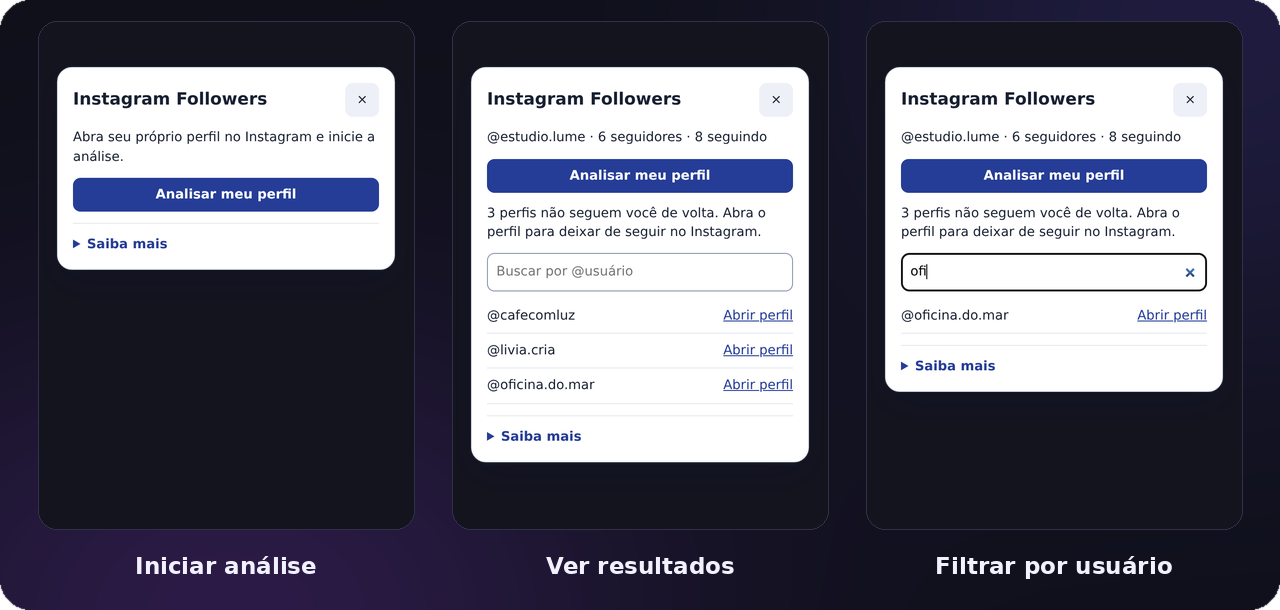 Instagram Followers
×
Abra seu próprio perfil no Instagram e inicie a
análise.
Analisar meu perfil
Saiba mais
Iniciar análise
Instagram Followers
×
@estudio.lume · 6 seguidores · 8 seguindo
Analisar meu perfil
3 perfis não seguem você de volta. Abra o
perfil para deixar de seguir no Instagram.
Buscar por @usuário
@cafecomluz Abrir perfil
@livia.cria Abrir perfil
@oficina.do.mar Abrir perfil
Saiba mais
Ver resultados
Instagram Followers
×
@estudio.lume · 6 seguidores · 8 seguindo
Analisar meu perfil
3 perfis não seguem você de volta. Abra o
perfil para deixar de seguir no Instagram.
ofi ×
@oficina.do.mar Abrir perfil
Saiba mais
Filtrar por usuário